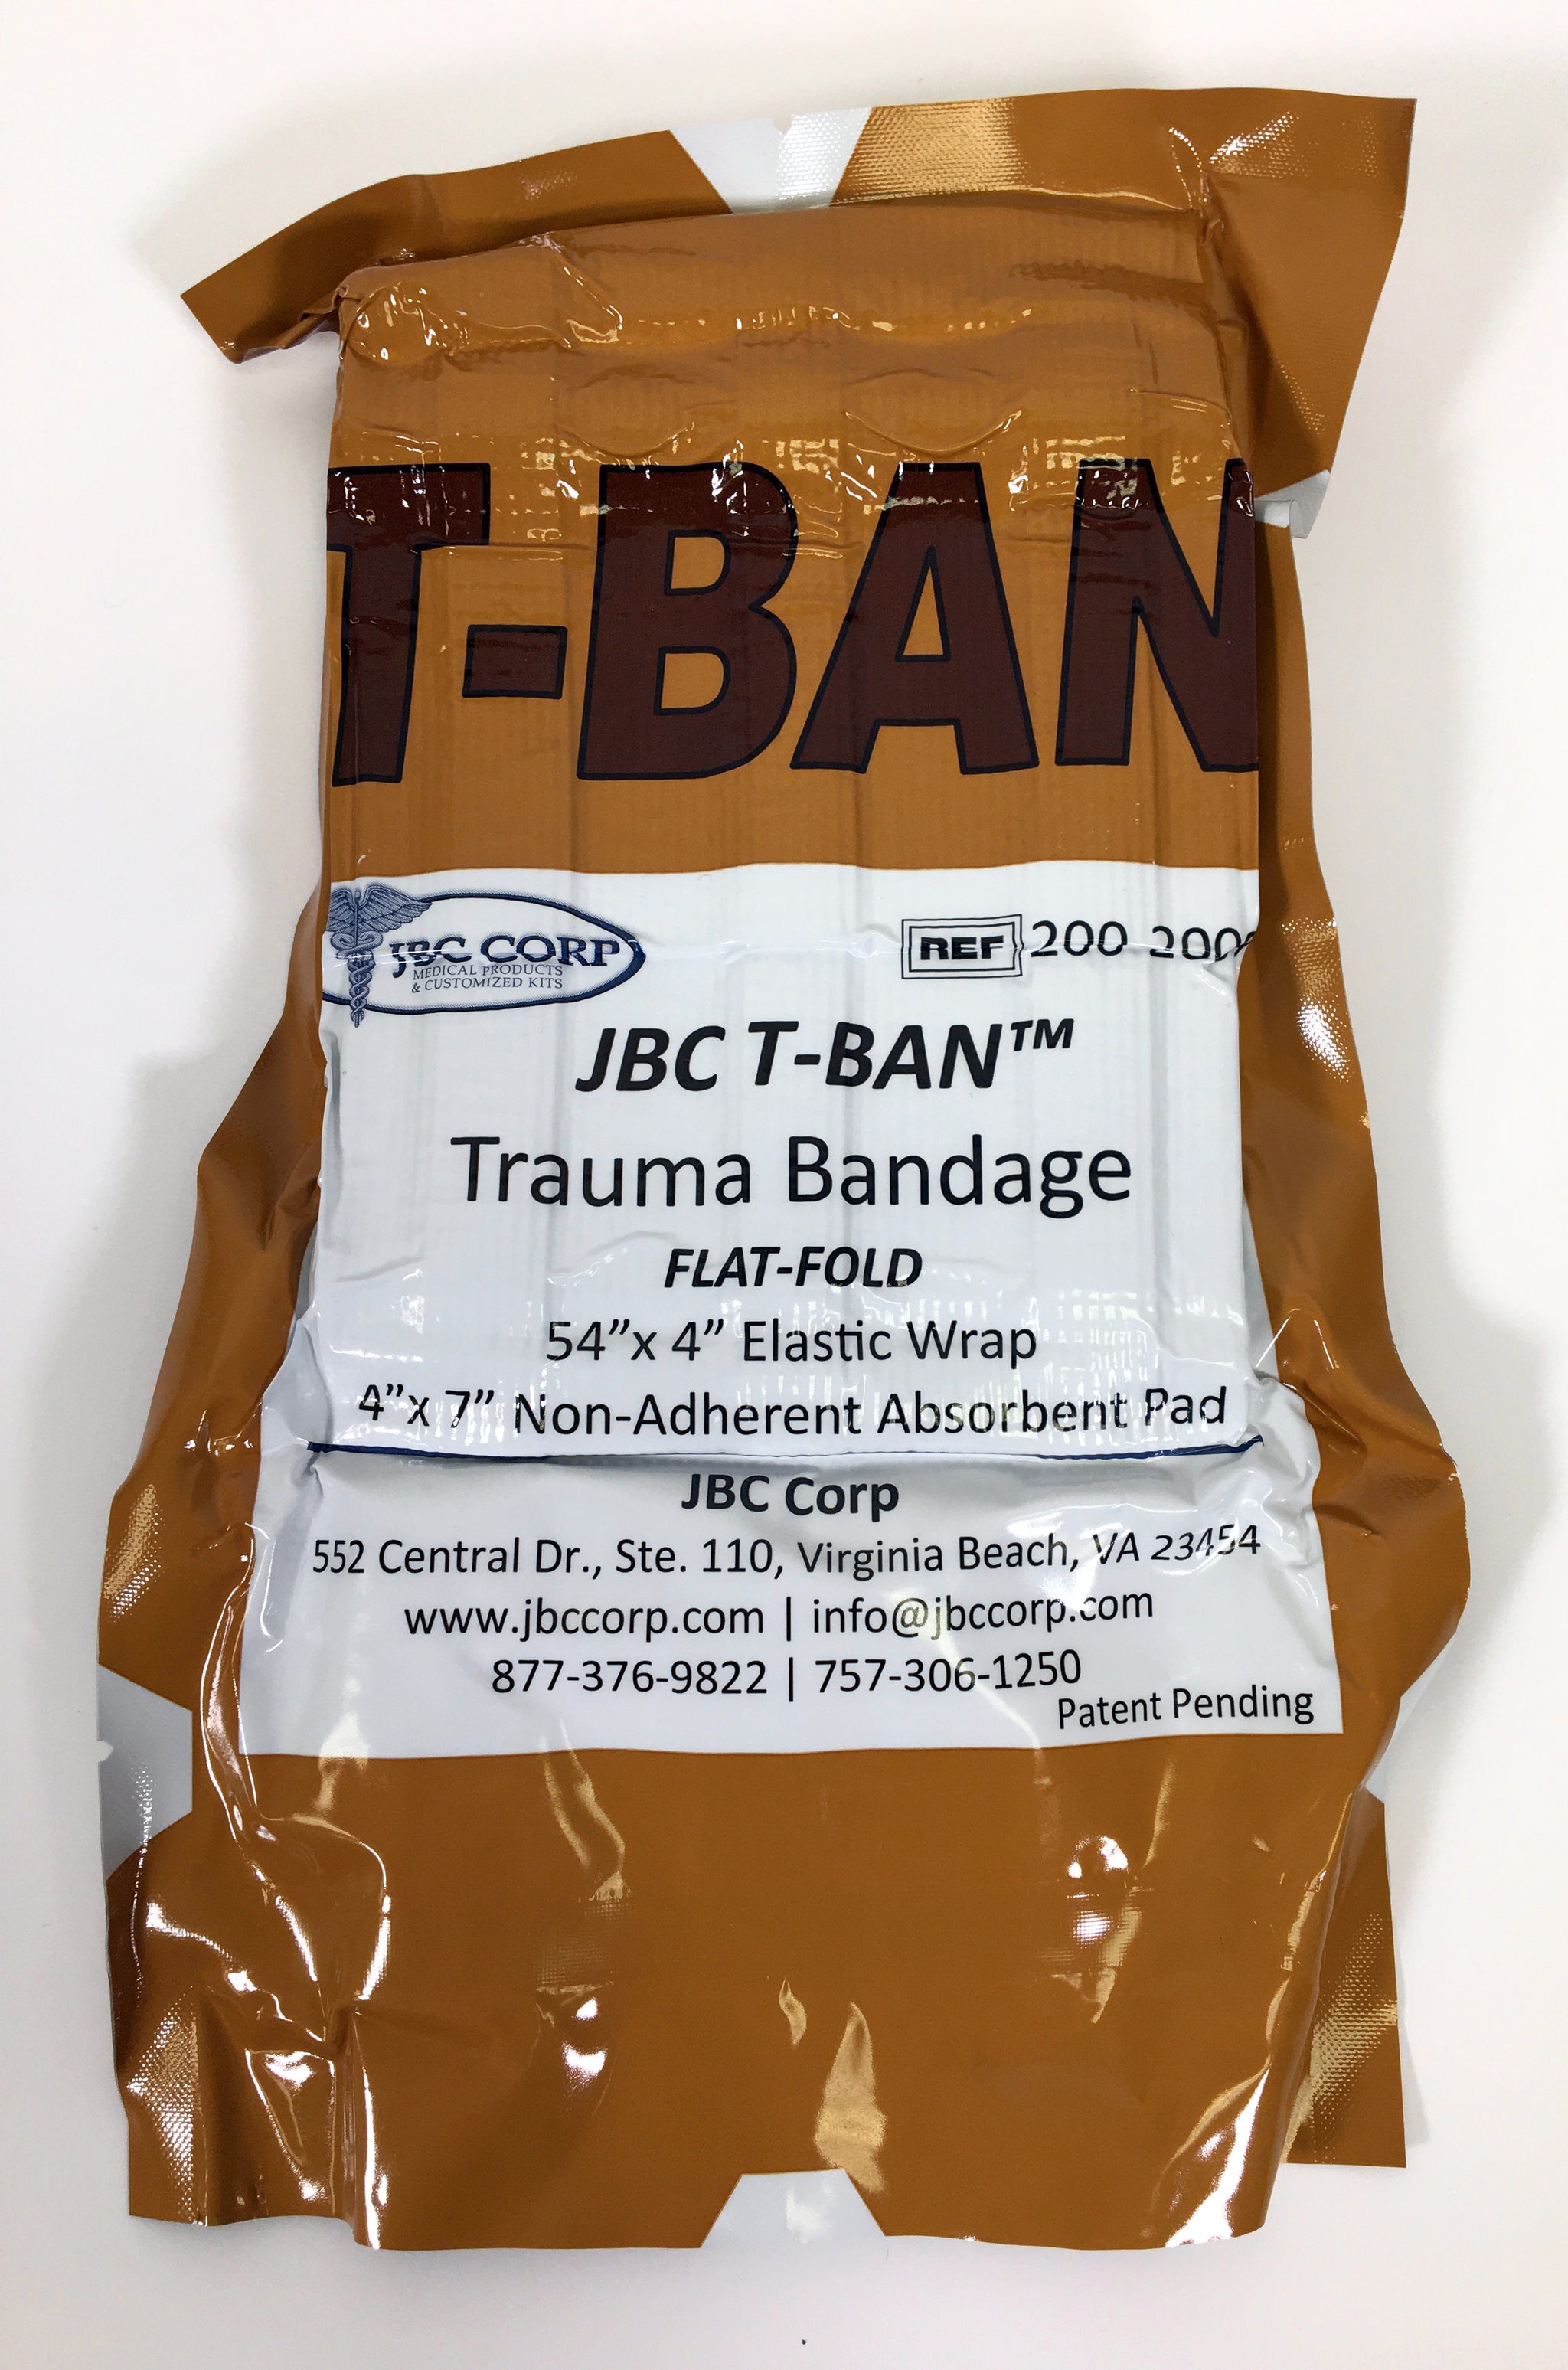 T-BAN
JBC CORP
MEDICAL PRODUCTS
& CUSTOMIZED KITS
REF 200
JBC T-BAN™
Trauma Bandage
FLAT-FOLD
54”x 4” Elastic Wrap
4”x 7” Non-Adherent Absorbent Pad
JBC Corp
552 Central Dr., Ste. 110, Virginia Beach, VA 23454
www.jbccorp.com | info@jbccorp.com
877-376-9822 | 757-306-1250
Patent Pending